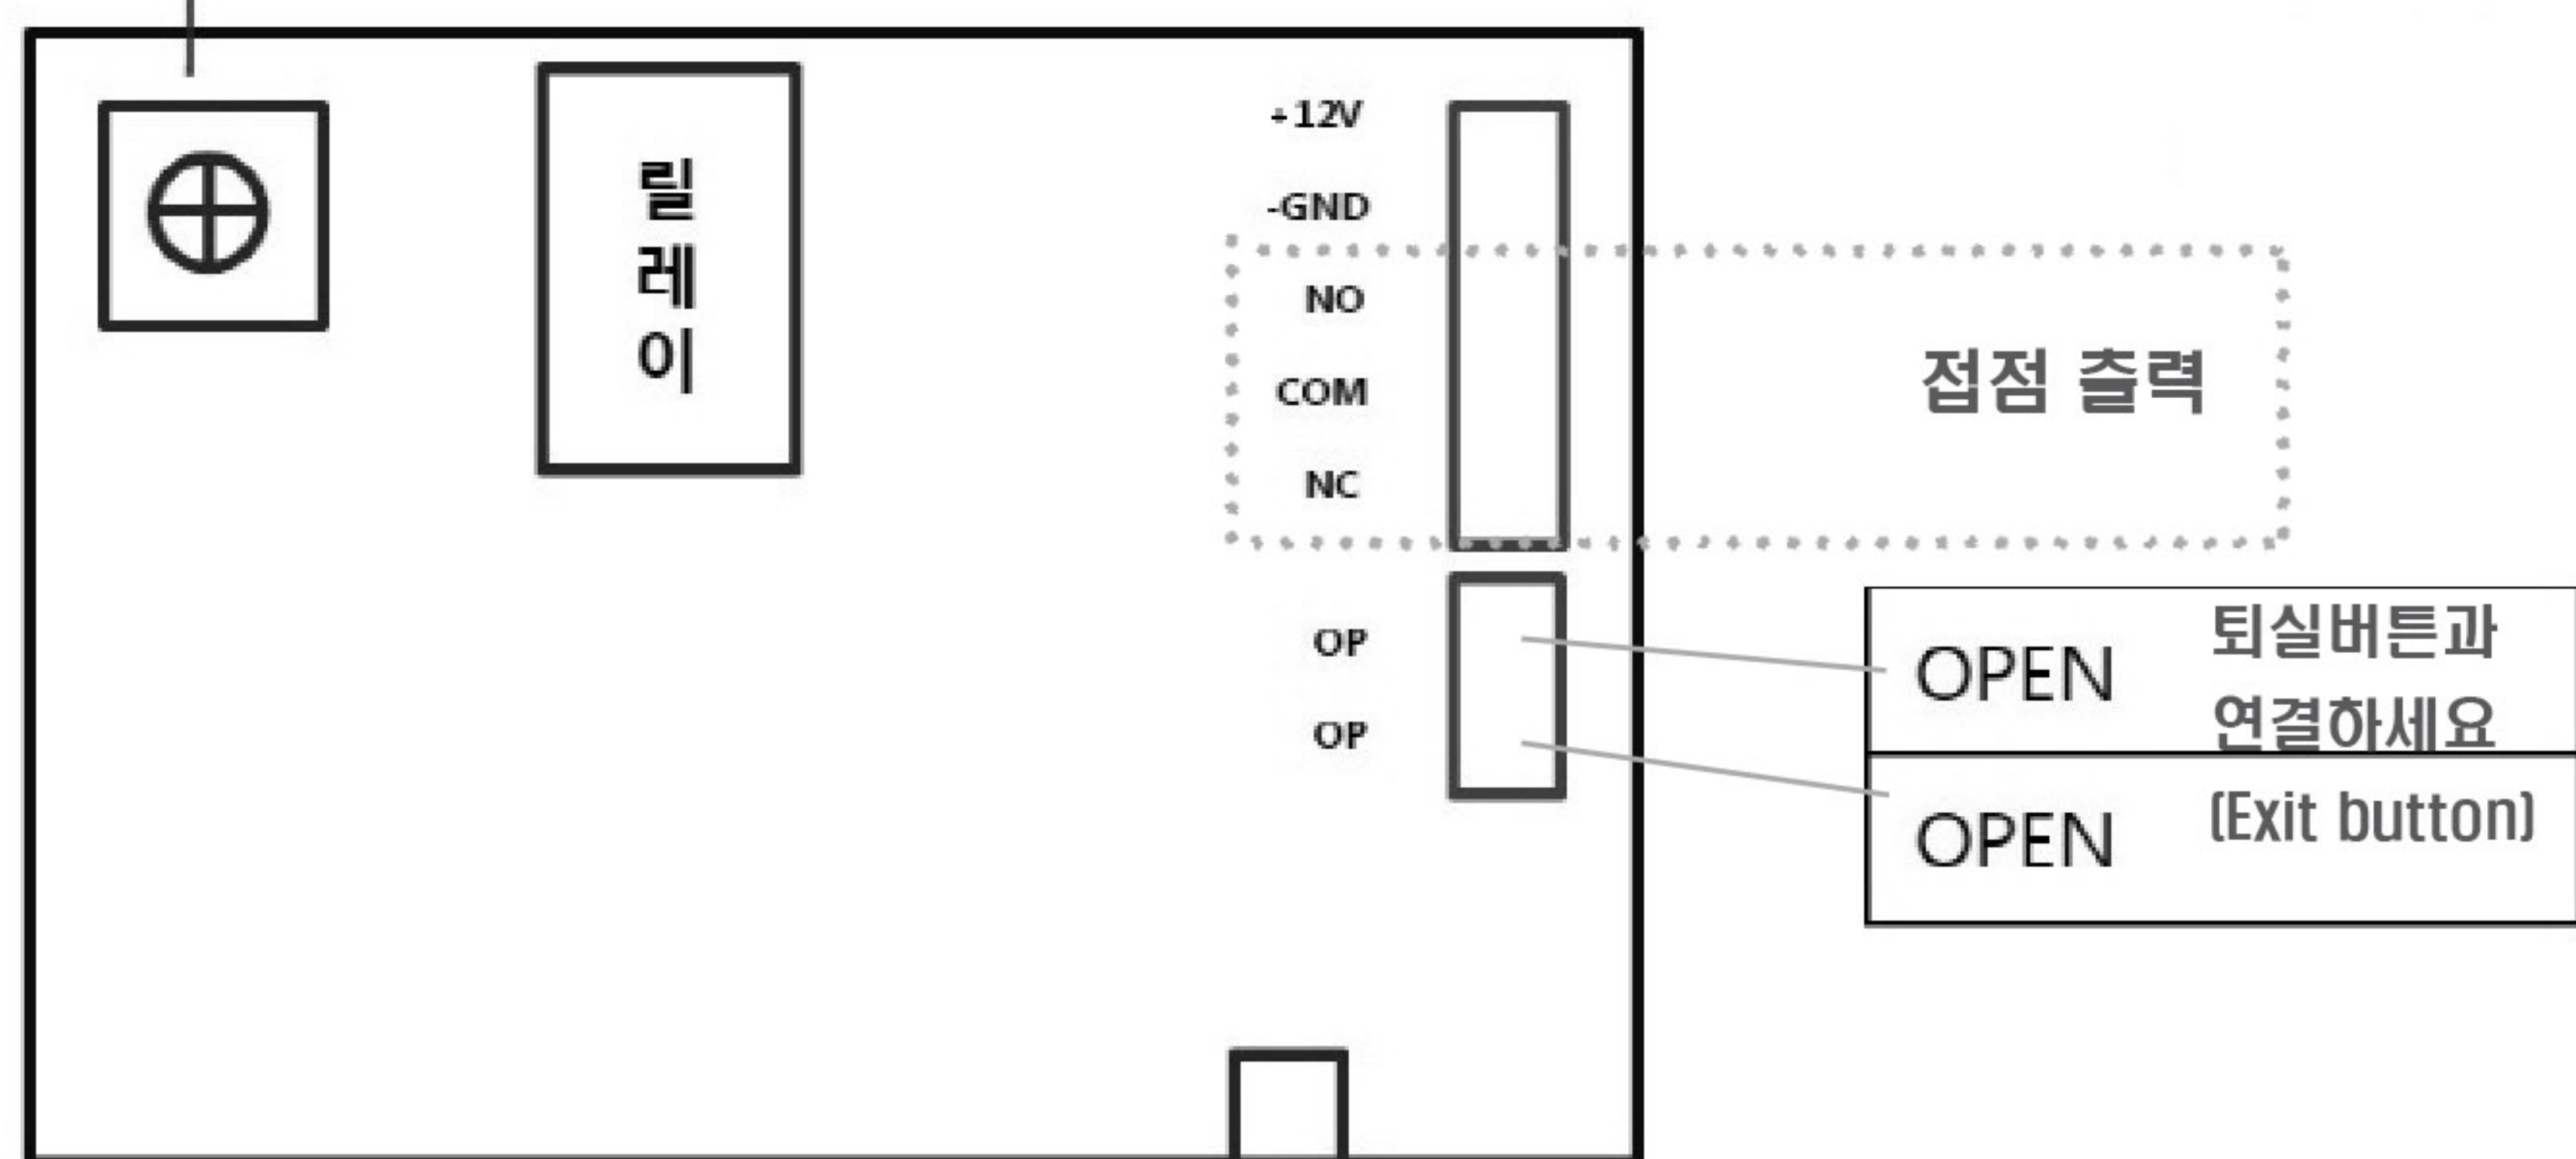 릴레이
+12V
-GND
NO
COM
NC
접점 출력
OP
OP
OPEN
퇴실버튼과
연결하세요
OPEN
(Exit button)